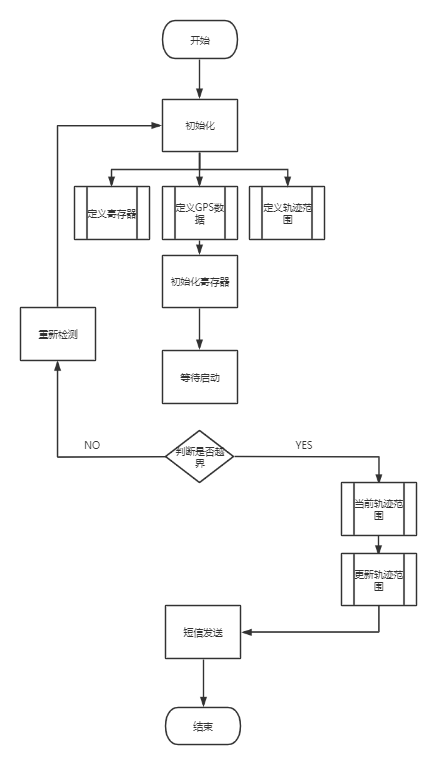 开始
初始化
定义寄存器
定义GPS数
据
定义轨迹范
围
初始化寄存器
重新检测
等待启动
NO
判断是否越
界
YES
当前轨迹范
围
更新轨迹范
围
短信发送
结束